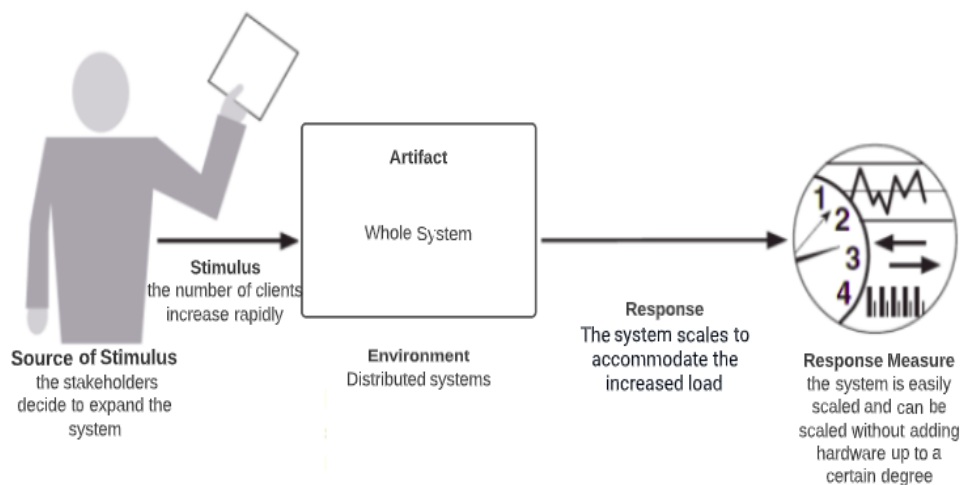 Artifact
Whole System
1
2
3
4
Stimulus
the number of clients
increase rapidly
Source of Stimulus
the stakeholders
decide to expand the
system
Environment
Distributed systems
Response
The system scales to
accommodate the
increased load
Response Measure
the system is easily
scaled and can be
scaled without adding
hardware up to a
certain degree